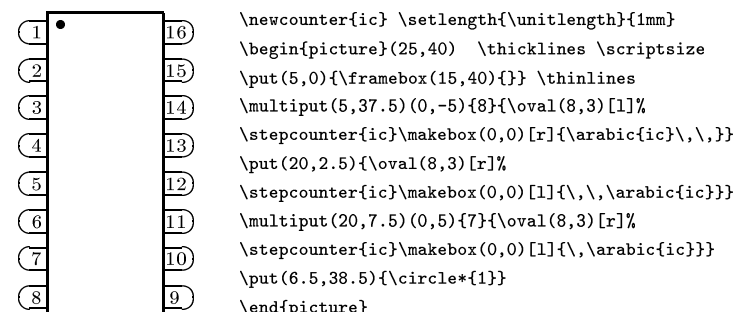 1 16
2 15
3 14
4 13
5 12
6 11
7 10
8 9
\newcounter{ic} \setlength{\unitlength}{1mm}
\begin{picture}(25,40) \thicklines \scriptsize
\put(5,0){\framebox(15,40){}} \thinlines
\multiput(5,37.5)(0,-5){8}{\oval(8,3)[l]%
\stepcounter{ic}\makebox(0,0)[r]{\arabic{ic}\,\,}}
\put(20,2.5){\oval(8,3)[r]%
\stepcounter{ic}\makebox(0,0)[l]{\,\,\arabic{ic}}}
\multiput(20,7.5)(0,5){7}{\oval(8,3)[r]%
\stepcounter{ic}\makebox(0,0)[l]{\,\arabic{ic}}}
\put(6.5,38.5){\circle*{1}}
\end{picture}